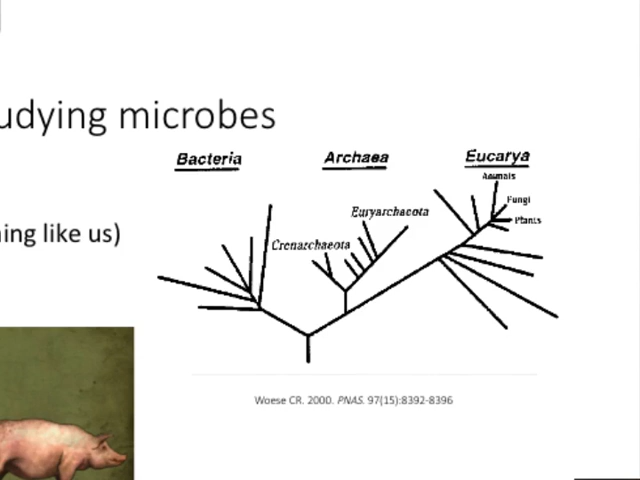 udying microbes
Bacteria
Archaea
Eucarya
Animals
Fungi
Plants
Euryarchaeota
Crenarchaeota
ing like us)
Woese CR. 2000. PNAS. 97(15):8392-8396